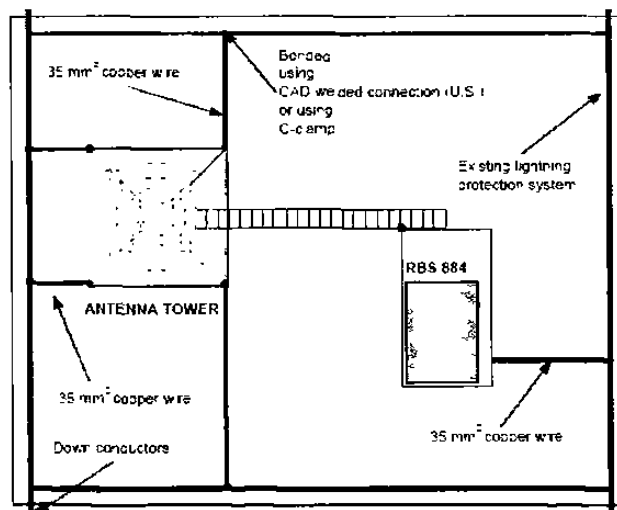 35 mm² copper wire
Bonded
using
CAD welded connection (U.S.)
or using
C-clamp
Existing lightning
protection system
RBS 884
ANTENNA TOWER
35 mm² copper wire
35 mm² copper wire
Down conductors